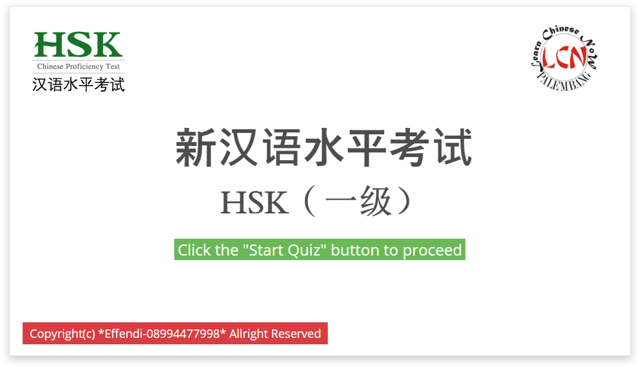 HSK
Chinese Proficiency Test
汉语水平考试
Learn Chinese NoW
LCN
PALEMBANG
新汉语水平考试
HSK（一级）
Click the "Start Quiz" button to proceed
Copyright(c) *Effendi-08994477998* Allright Reserved